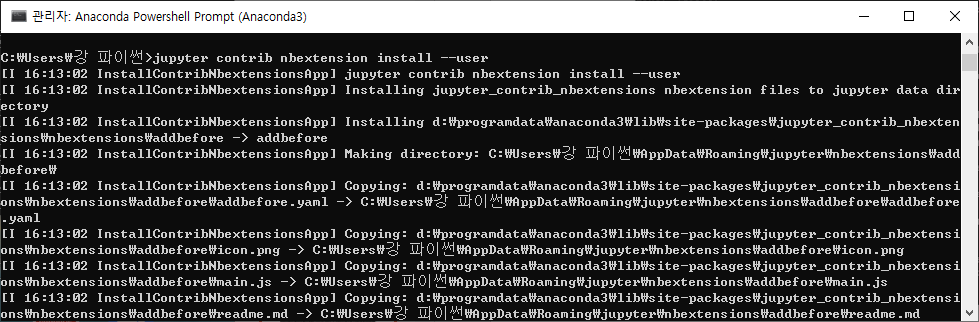 관리자: Anaconda Powershell Prompt (Anaconda3)
C:₩Users₩강 파이썬>jupyter contrib nbextension install --user
[I 16:13:02 InstallContribNbextensionsApp] jupyter contrib nbextension install --user
[I 16:13:02 InstallContribNbextensionsApp] Installing jupyter_contrib_nbextensions nbextension files to jupyter data dir
ectory
[I 16:13:02 InstallContribNbextensionsApp] Installing d:₩programdata₩anaconda3₩lib₩site-packages₩jupyter_contrib_nbexten
sions₩nbextensions₩addbefore -> addbefore
[I 16:13:02 InstallContribNbextensionsApp] Making directory: C:₩Users₩강 파이썬₩AppData₩Roaming₩jupyter₩nbextensions₩add
before₩
[I 16:13:02 InstallContribNbextensionsApp] Copying: d:₩programdata₩anaconda3₩lib₩site-packages₩jupyter_contrib_nbextensi
ons₩nbextensions₩addbefore₩addbefore.yaml -> C:₩Users₩강 파이썬₩AppData₩Roaming₩jupyter₩nbextensions₩addbefore₩addbefore
.yaml
[I 16:13:02 InstallContribNbextensionsApp] Copying: d:₩programdata₩anaconda3₩lib₩site-packages₩jupyter_contrib_nbextensi
ons₩nbextensions₩addbefore₩icon.png -> C:₩Users₩강 파이썬₩AppData₩Roaming₩jupyter₩nbextensions₩addbefore₩icon.png
[I 16:13:02 InstallContribNbextensionsApp] Copying: d:₩programdata₩anaconda3₩lib₩site-packages₩jupyter_contrib_nbextensi
ons₩nbextensions₩addbefore₩main.js -> C:₩Users₩강 파이썬₩AppData₩Roaming₩jupyter₩nbextensions₩addbefore₩main.js
[I 16:13:02 InstallContribNbextensionsApp] Copying: d:₩programdata₩anaconda3₩lib₩site-packages₩jupyter_contrib_nbextensi
ons₩nbextensions₩addbefore₩readme.md -> C:₩Users₩강 파이썬₩AppData₩Roaming₩jupyter₩nbextensions₩addbefore₩readme.md